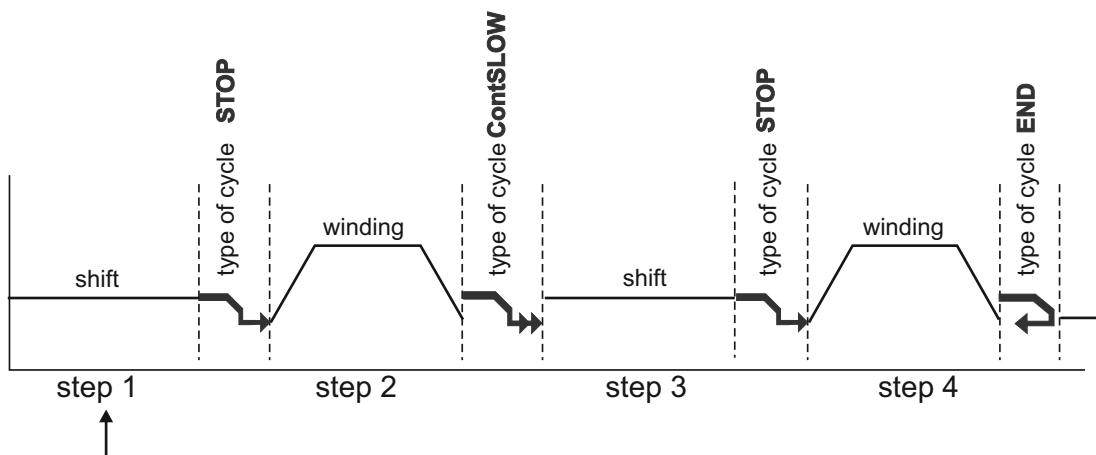 type of cycle STOP
type of cycle ContSLOW
type of cycle STOP
type of cycle END
shift
winding
shift
winding
step 1
step 2
step 3
step 4